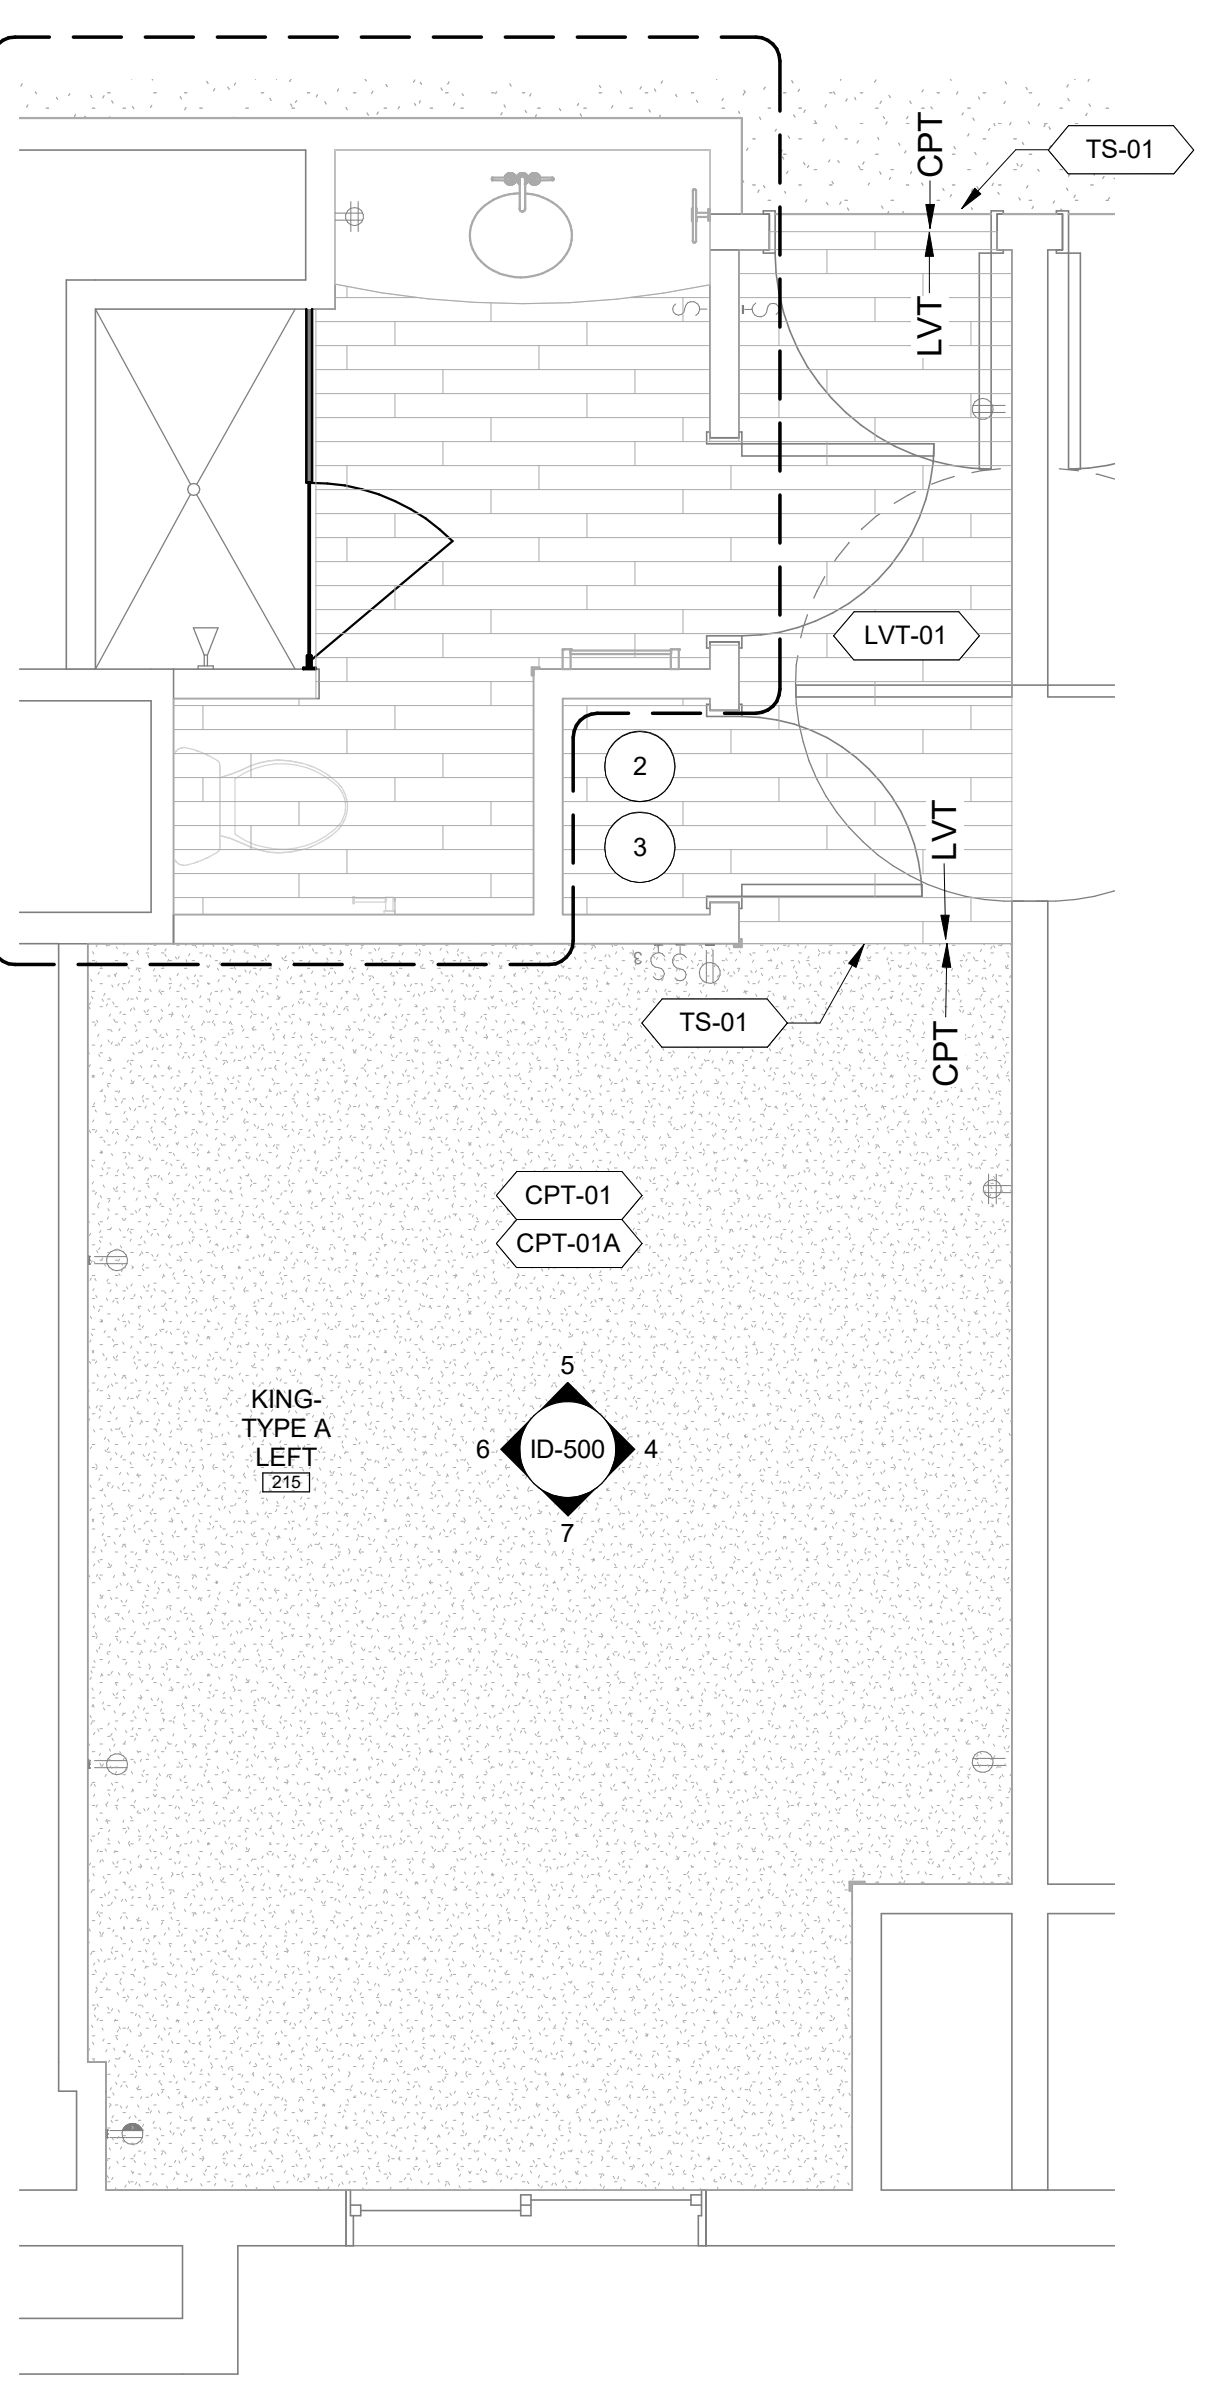 CPT
TS-01
LVT
S
S
LVT-01
2
3
LVT
3
S
S
TS-01
CPT
CPT-01
CPT-01A
KING-
TYPE A
LEFT
215
5
6
ID-500
4
7